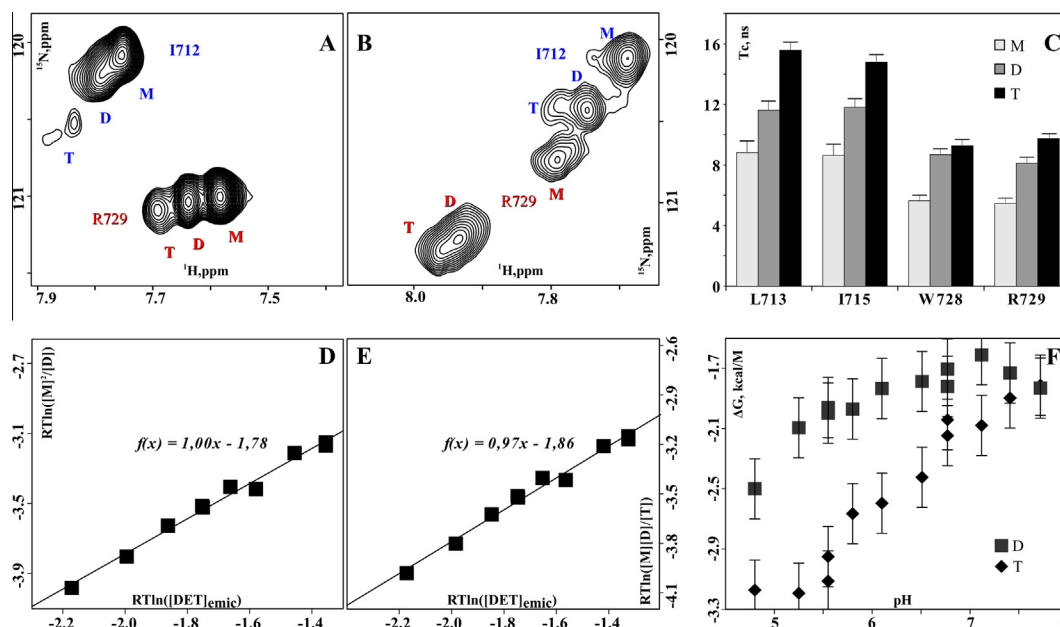 A
¹⁵N,ppm
120
I712
M
D
T
121
R729
T D M
¹H,ppm
7.9 7.7 7.5
B
M
I712
D
T
120
M
R729
D
T
121
¹H,ppm
¹⁵N,ppm
8.0 7.8
C
Tc, ns
M
D
T
16
12
8
4
0
L713 I715 W728 R729
D
RTln([M]²/[D])
-2.7
-3.1
-3.5
-3.9
f(x) = 1,00x - 1,78
RTln([DET]emic)
-2.2 -2.0 -1.8 -1.6 -1.4
E
f(x) = 0,97x - 1,86
-2.6
-2.9
-3.2
-3.5
-3.8
-4.1
RTln([M][D]/[T])
RTln([DET]emic)
-2.2 -2.0 -1.8 -1.6 -1.4
F
ΔG, kcal/M
-1.7
-2.1
-2.5
-2.9
-3.3
D
T
pH
5 6 7